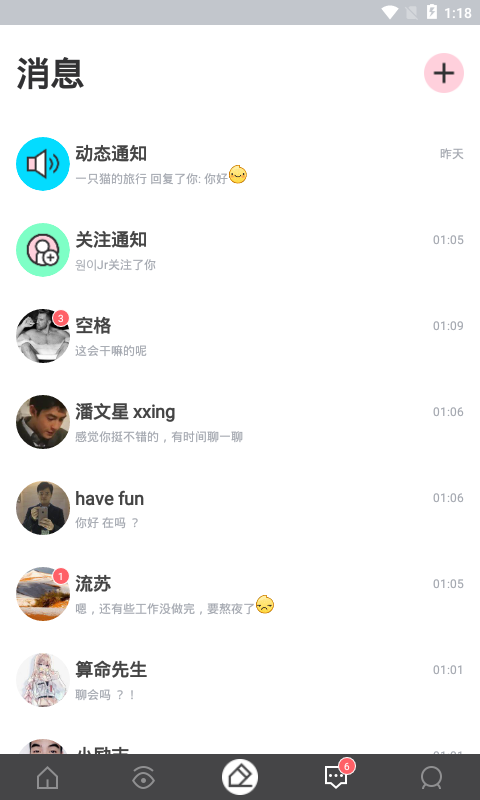 1:18
消息
动态通知
昨天
一只猫的旅行 回复了你: 你好
关注通知
01:05
원이Jr关注了你
3
空格
01:09
这会干嘛的呢
潘文星 xxing
01:06
感觉你挺不错的，有时间聊一聊
have fun
01:06
你好 在吗 ？
1
流苏
01:05
嗯，还有些工作没做完，要熬夜了
算命先生
01:01
聊会吗 ？！
6